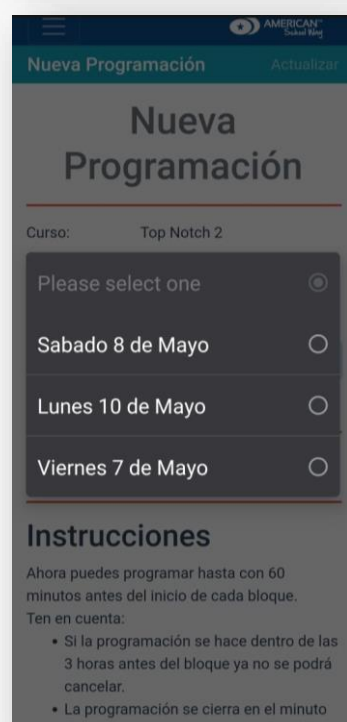 AMERICAN
School Way
Nueva Programación
Actualizar
Nueva
Programación
Curso: Top Notch 2
Please select one
Sabado 8 de Mayo
Lunes 10 de Mayo
Viernes 7 de Mayo
Instrucciones
Ahora puedes programar hasta con 60
minutos antes del inicio de cada bloque.
Ten en cuenta:
• Si la programación se hace dentro de las
3 horas antes del bloque ya no se podrá
cancelar.
• La programación se cierra en el minuto